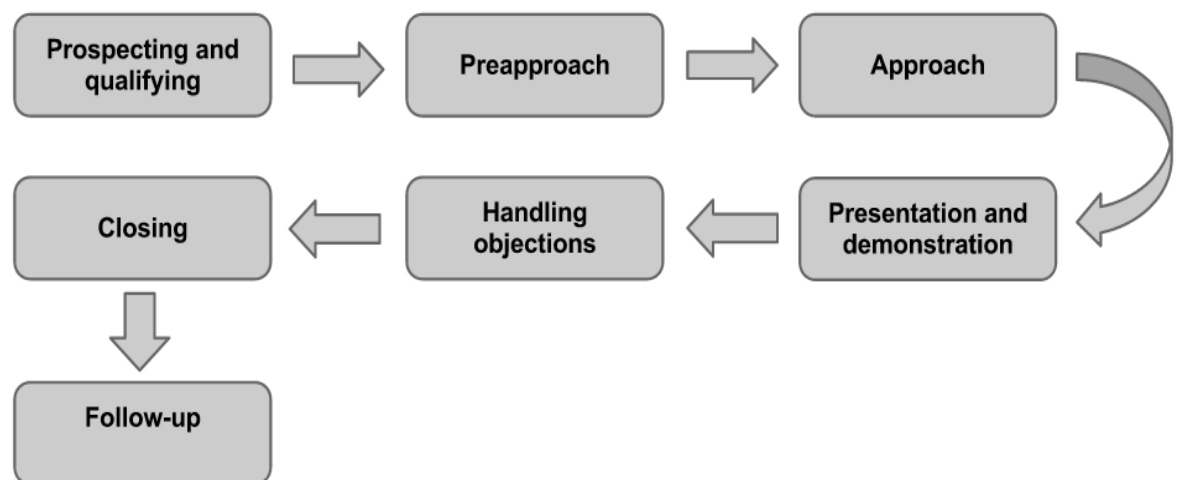 Prospecting and
qualifying
Preapproach
Approach
Presentation and
demonstration
Handling
objections
Closing
Follow-up